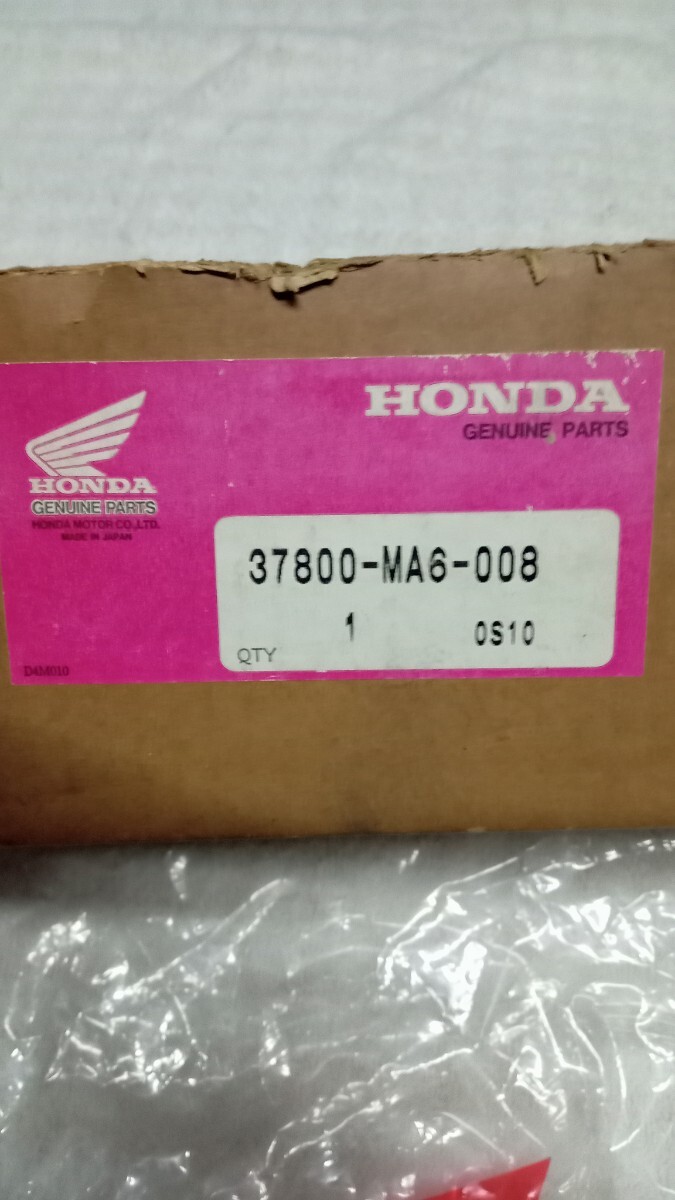 HONDA
GENUINE PARTS
HONDA
GENUINE PARTS
HONDA MOTOR CO.,LTD.
MADE IN JAPAN
37800-MA6-008
1 0S10
QTY
D4M010